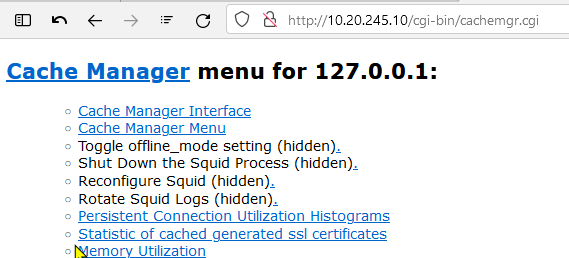 http://10.20.245.10/cgi-bin/cachemgr.cgi
Cache Manager menu for 127.0.0.1:
Cache Manager Interface
Cache Manager Menu
Toggle offline_mode setting (hidden).
Shut Down the Squid Process (hidden).
Reconfigure Squid (hidden).
Rotate Squid Logs (hidden).
Persistent Connection Utilization Histograms
Statistic of cached generated ssl certificates
Memory Utilization